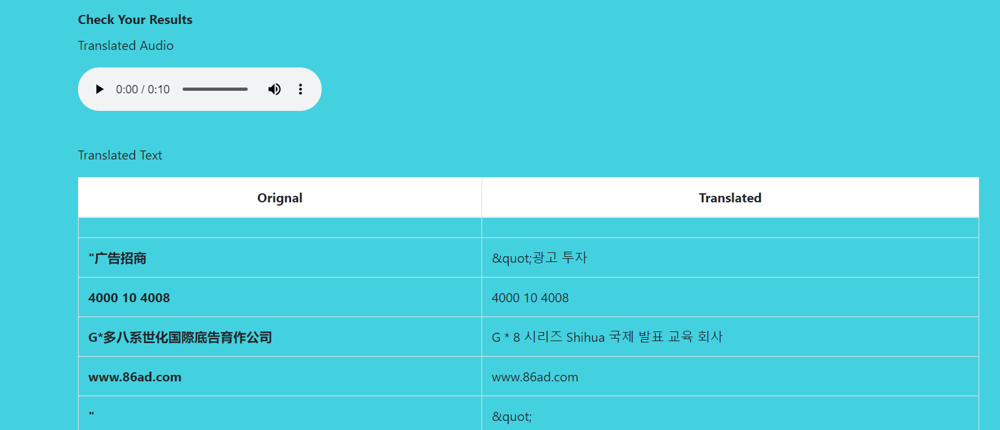 Check Your Results
Translated Audio
0:00 / 0:10
Translated Text
Orignal
Translated
"广告招商
&quot;광고 투자
4000 10 4008
4000 10 4008
G*多八系世化国際底告育作公司
G * 8 시리즈 Shihua 국제 발표 교육 회사
www.86ad.com
www.86ad.com
"
&quot;